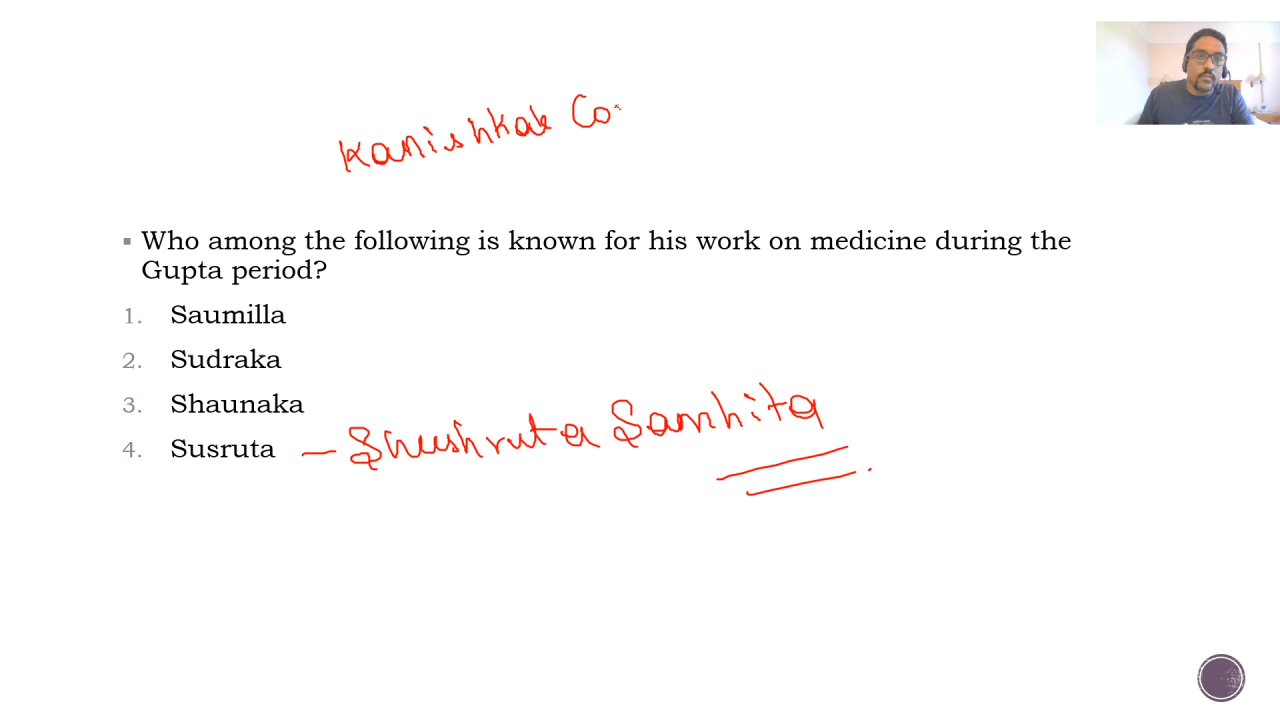 Kanishkak Co
▪ Who among the following is known for his work on medicine during the
Gupta period?
1. Saumilla
2. Sudraka
3. Shaunaka
4. Susruta — Shushruta Samhita